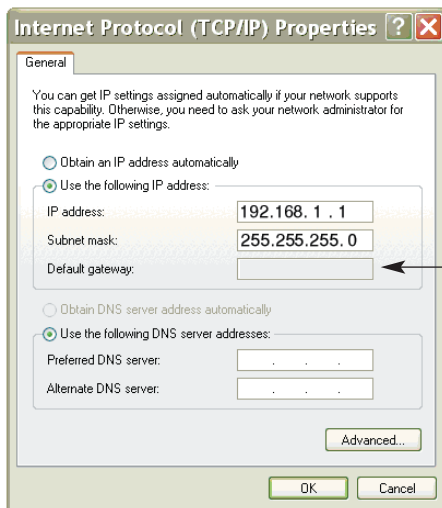 Internet Protocol (TCP/IP) Properties
General
You can get IP settings assigned automatically if your network supports
this capability. Otherwise, you need to ask your network administrator for
the appropriate IP settings.
Obtain an IP address automatically
Use the following IP address:
IP address: 192.168. 1 . 1
Subnet mask: 255.255.255. 0
Default gateway:
Obtain DNS server address automatically
Use the following DNS server addresses:
Preferred DNS server: . . .
Alternate DNS server: . . .
Advanced...
OK Cancel